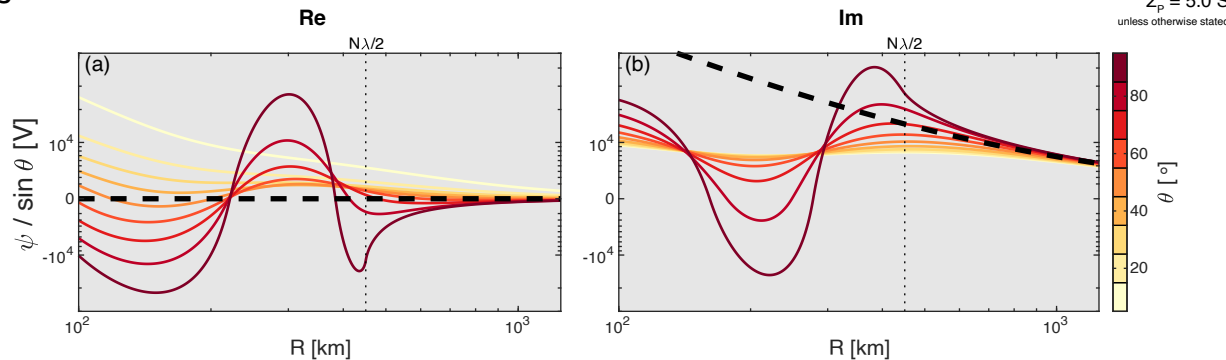 Re
Im
Σ_P = 5.0 S
unless otherwise stated
Nλ/2
Nλ/2
(a)
(b)
ψ / sin θ [V]
10^4
0
-10^4
10^4
0
-10^4
80
60
40
20
θ [°]
10^2
10^3
10^2
10^3
R [km]
R [km]